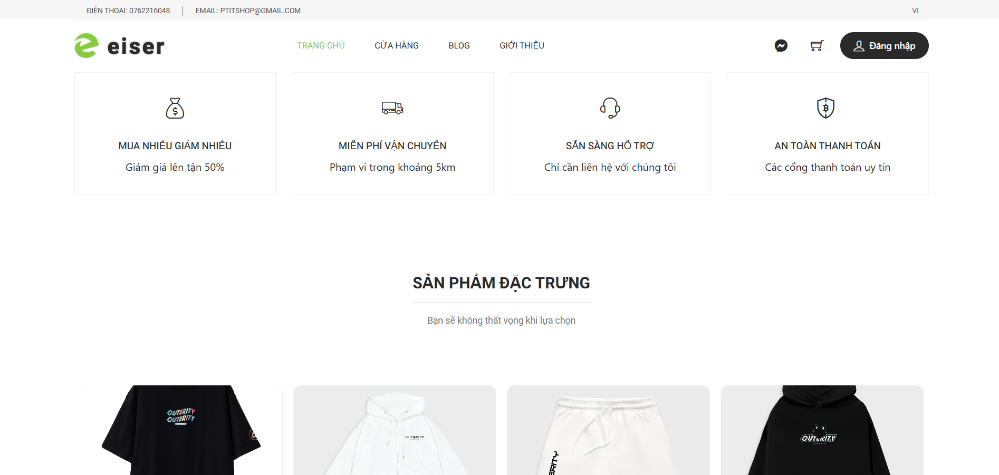 ĐIỆN THOẠI: 0762216048
EMAIL: PTITSHOP@GMAIL.COM
VI
eiser
TRANG CHỦ
CỬA HÀNG
BLOG
GIỚI THIỆU
Đăng nhập
MUA NHIỀU GIẢM NHIỀU
Giảm giá lên tận 50%
MIỄN PHÍ VẬN CHUYỂN
Phạm vi trong khoảng 5km
SẴN SÀNG HỖ TRỢ
Chỉ cần liên hệ với chúng tôi
AN TOÀN THANH TOÁN
Các cổng thanh toán uy tín
SẢN PHẨM ĐẶC TRƯNG
Bạn sẽ không thất vọng khi lựa chọn
OUTERITY
OUTERITY
OUTERITY
ERITY
OUTERITY